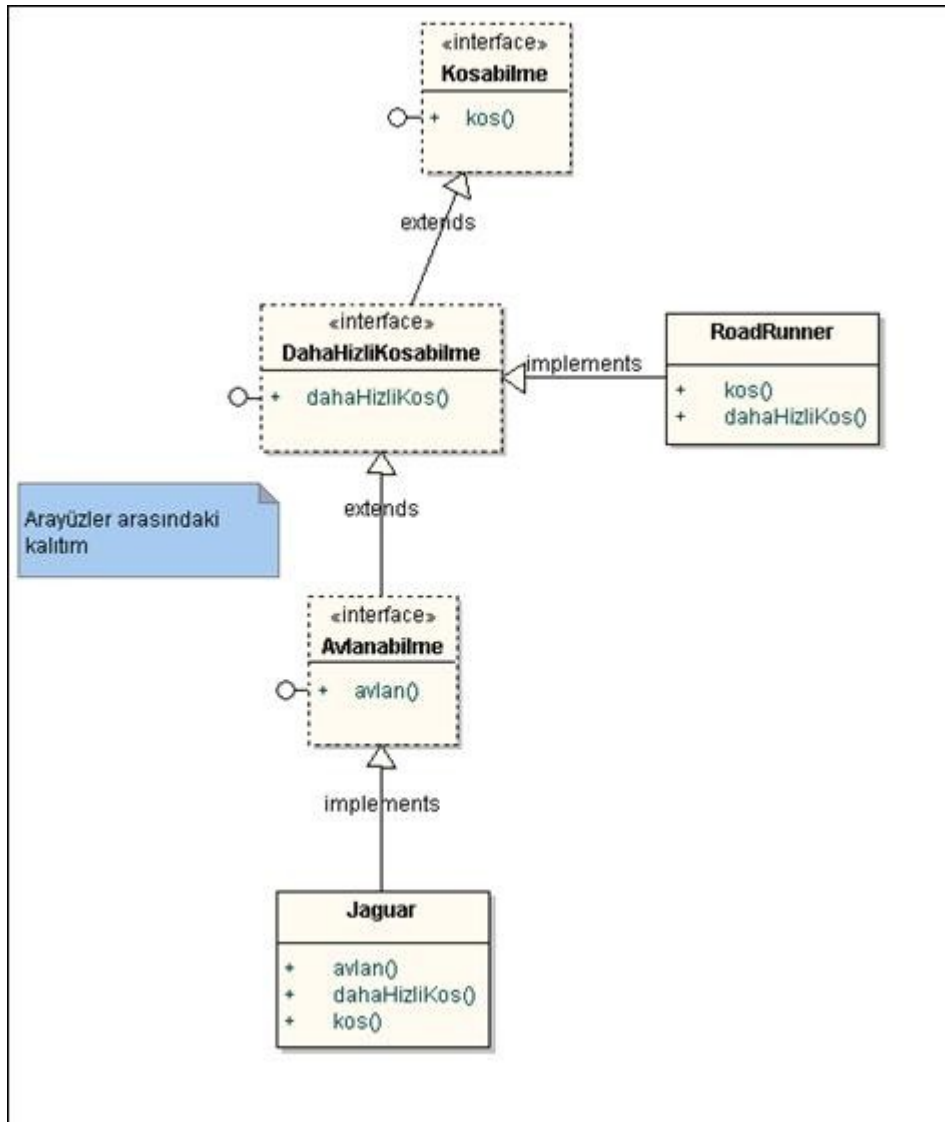 «interface»
Kosabilme
+ kos()
extends
«interface»
DahaHizliKosabilme
+ dahaHizliKos()
implements
RoadRunner
+ kos()
+ dahaHizliKos()
Arayüzler arasındaki
kalıtım
extends
«interface»
Avlanabilme
+ avlan()
implements
Jaguar
+ avlan()
+ dahaHizliKos()
+ kos()